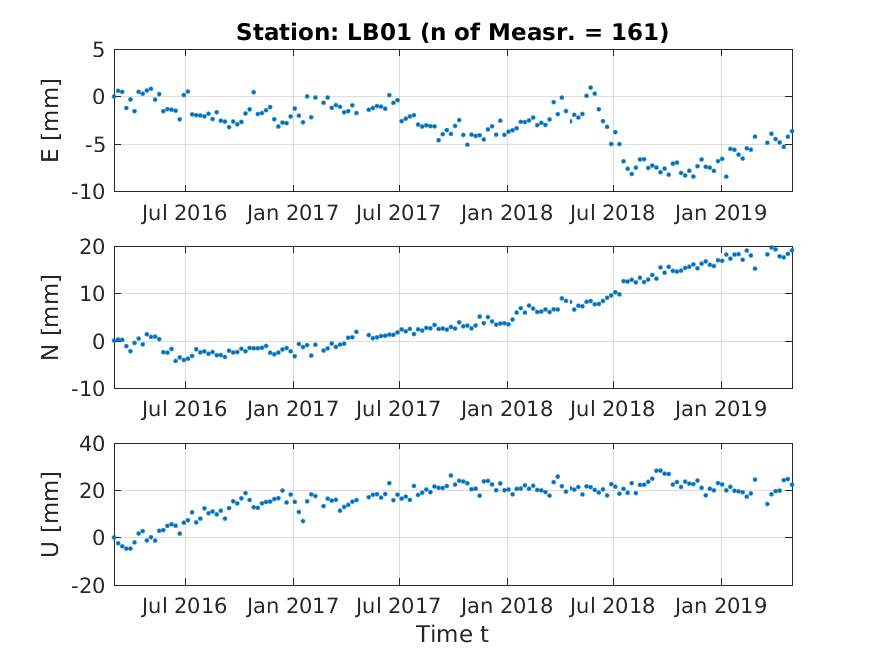 Station: LB01 (n of Measr. = 161)
5
0
-5
-10
E [mm]
Jul 2016 Jan 2017 Jul 2017 Jan 2018 Jul 2018 Jan 2019
20
10
0
-10
N [mm]
Jul 2016 Jan 2017 Jul 2017 Jan 2018 Jul 2018 Jan 2019
40
20
0
-20
U [mm]
Jul 2016 Jan 2017 Jul 2017 Jan 2018 Jul 2018 Jan 2019
Time t